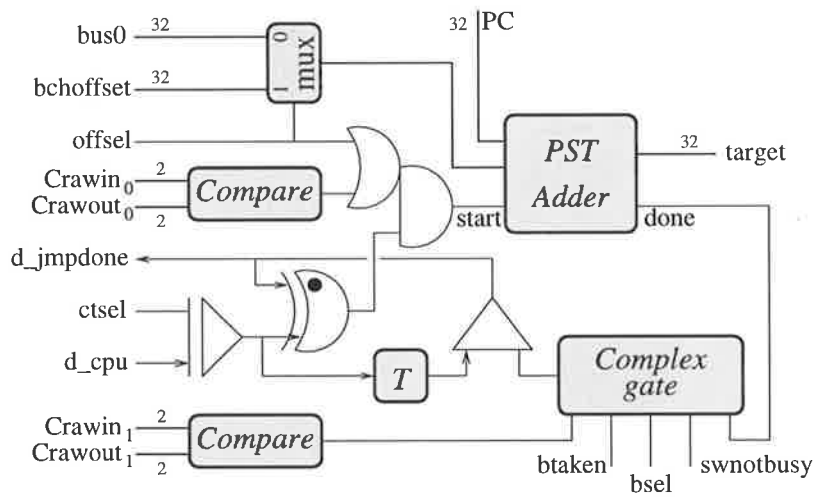 32 PC
bus0 32
0
mux
1
bchoffset 32
offsel
PST
Adder
32 target
Crawin0 2
Compare
Crawout0 2
start
done
d_jmpdone
ctsel
d_cpu
T
Complex
gate
Crawin1 2
Compare
Crawout1 2
btaken
swnotbusy
bsel